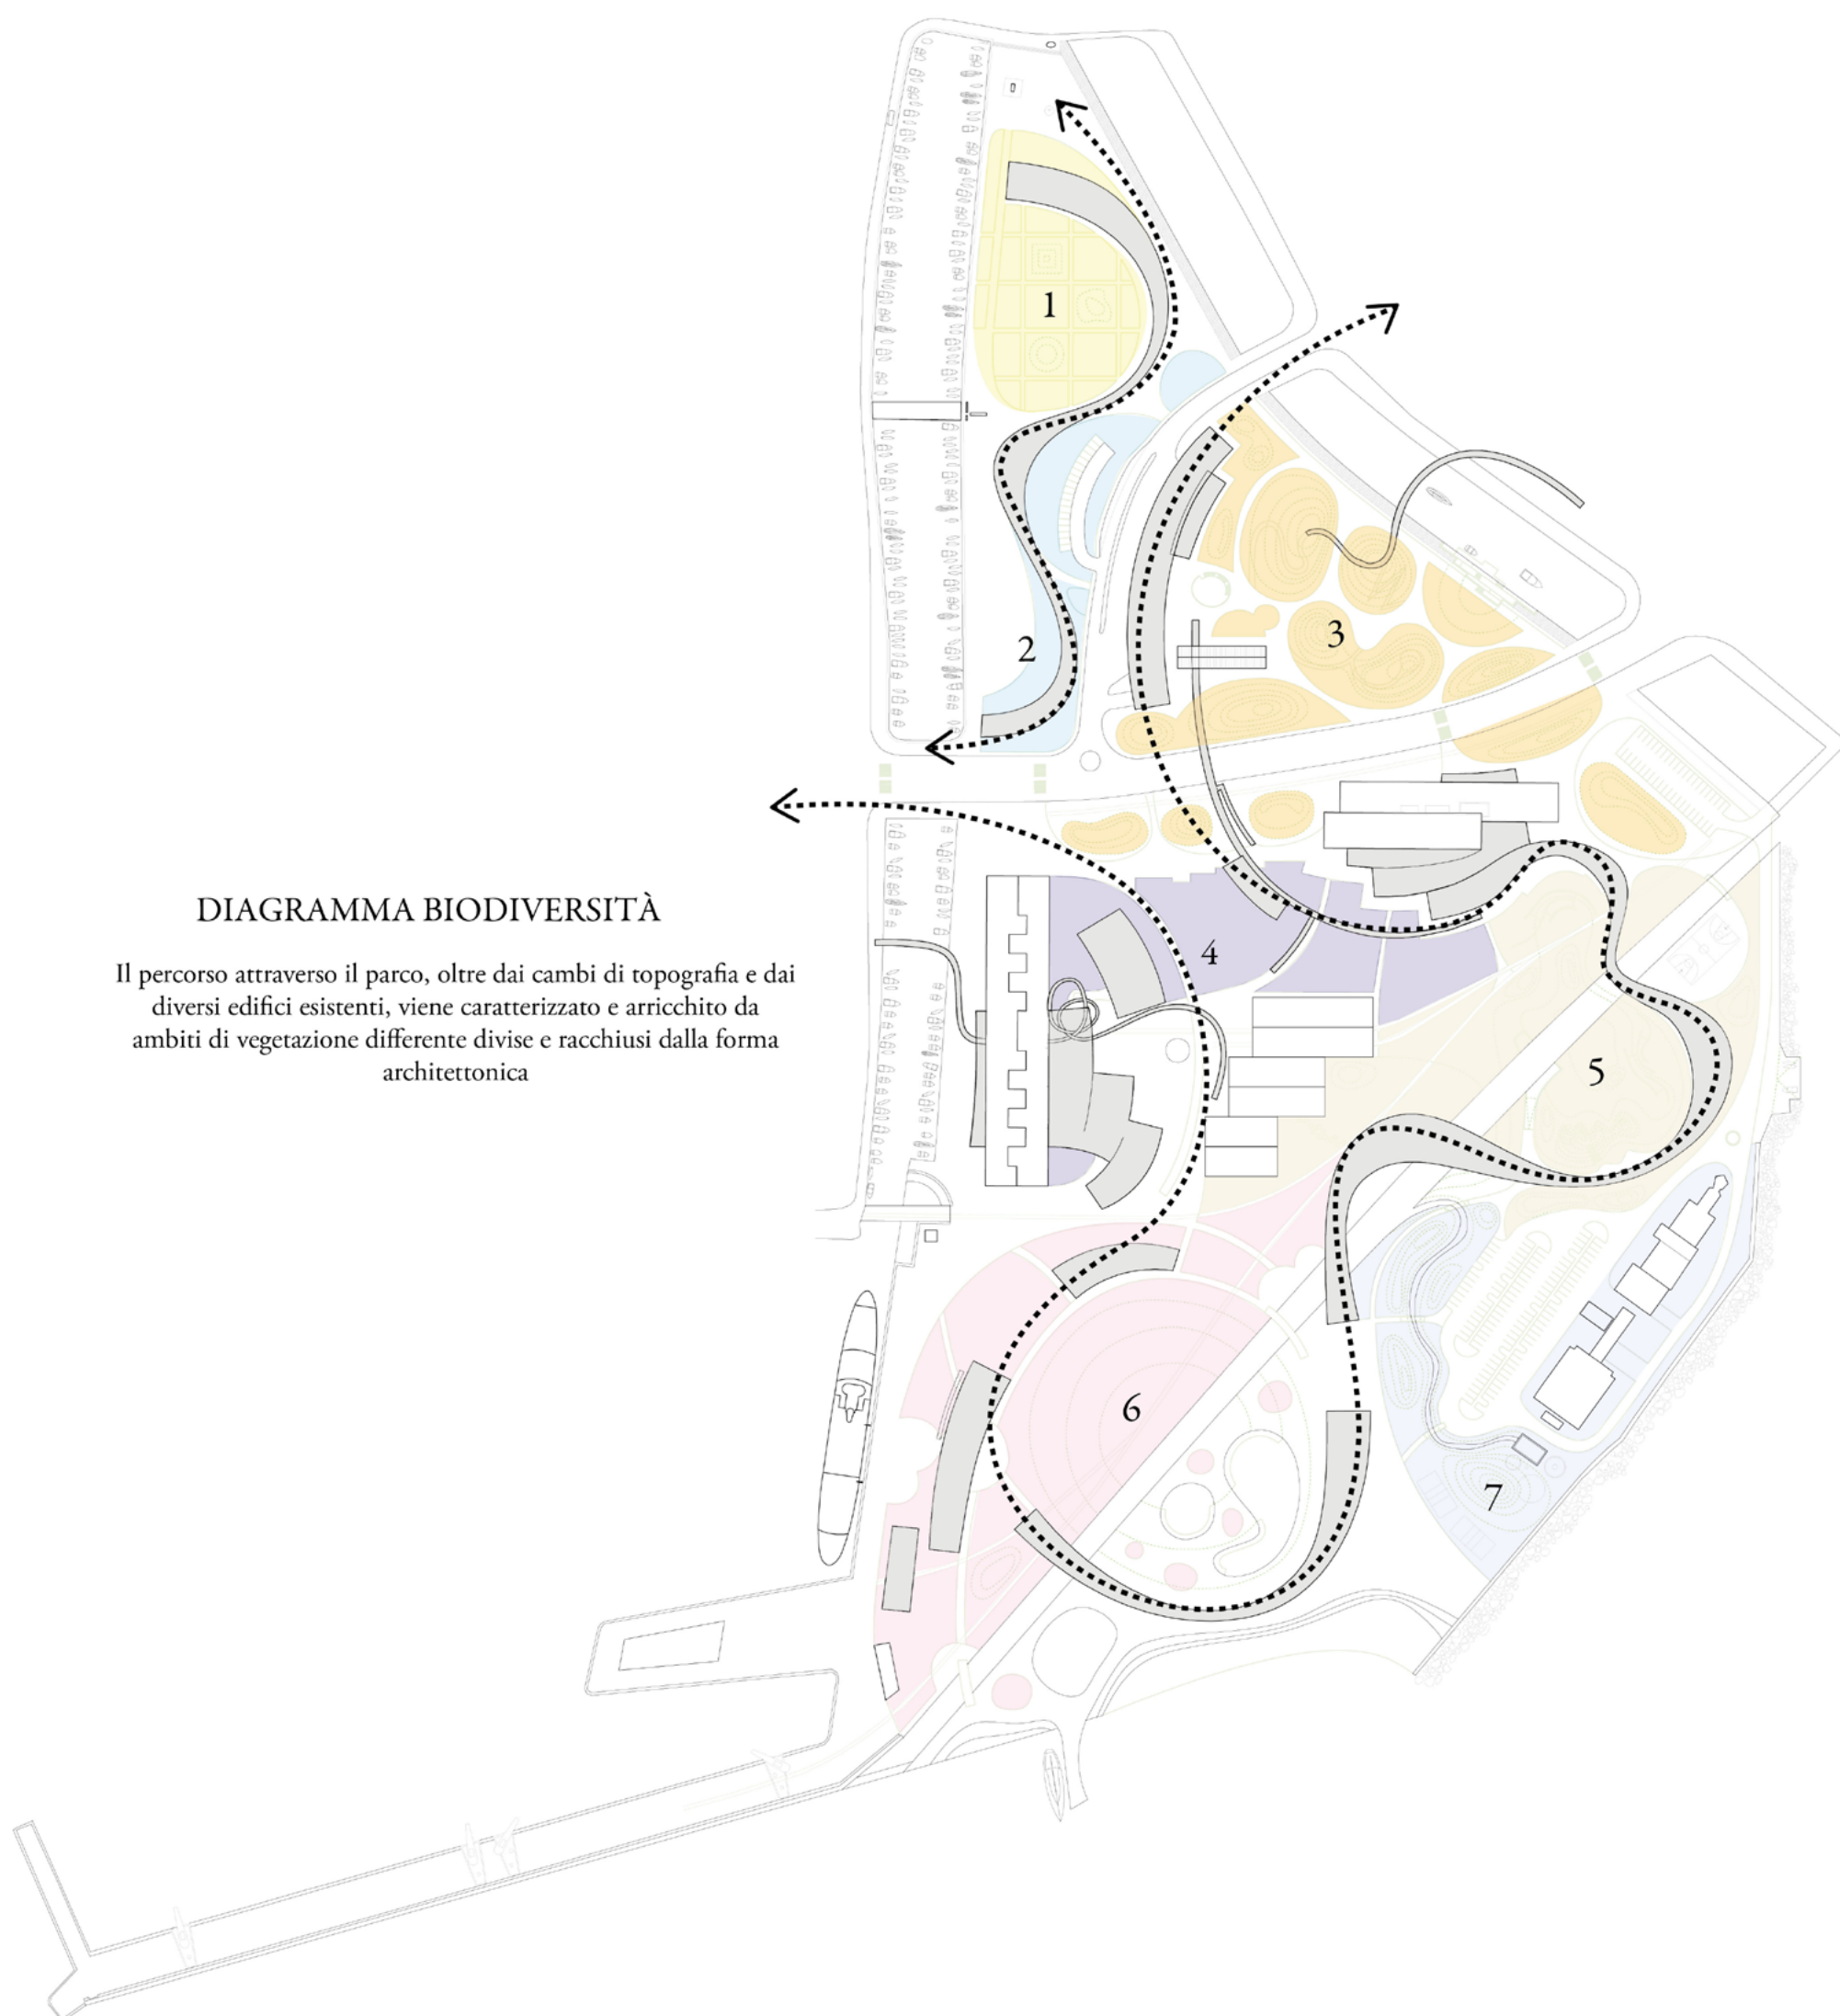 1
2
3
DIAGRAMMA BIODIVERSITÀ
Il percorso attraverso il parco, oltre dai cambi di topografia e dai
diversi edifici esistenti, viene caratterizzato e arricchito da
ambiti di vegetazione differente divise e racchiusi dalla forma
architettonica
4
5
6
7